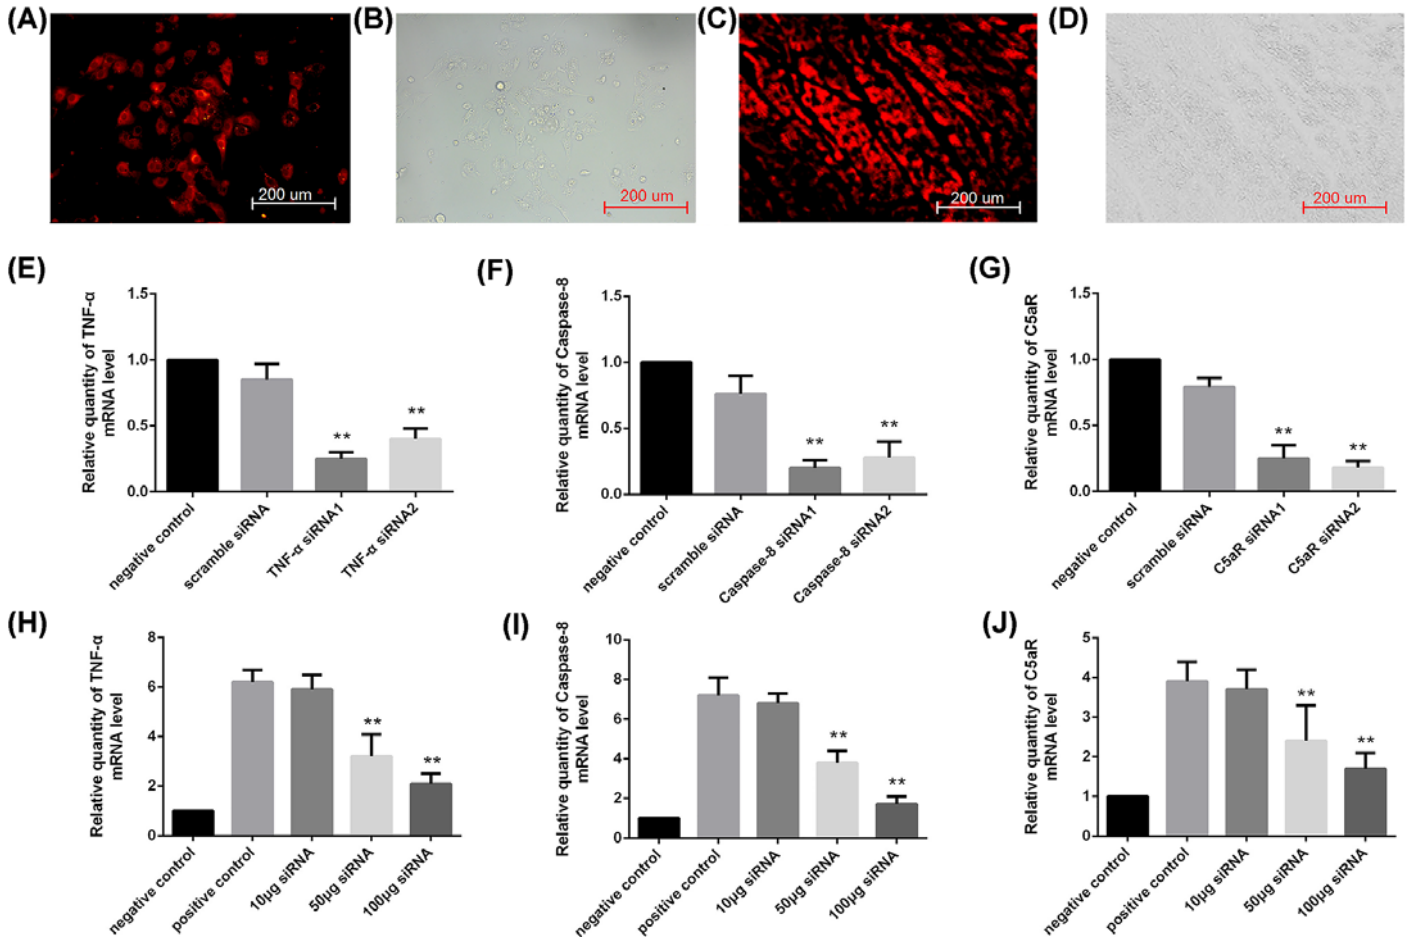 (A)
(B)
(C)
(D)
200 um
200 um
200 um
200 um
(E)
Relative quantity of TNF-α
mRNA level
1.5
1.0
0.5
0.0
**
**
negative control
scramble siRNA
TNF-α siRNA1
TNF-α siRNA2
(F)
Relative quantity of Caspase-8
mRNA level
1.5
1.0
0.5
0.0
**
**
negative control
scramble siRNA
Caspase-8 siRNA1
Caspase-8 siRNA2
(G)
Relative quantity of C5aR
mRNA level
1.5
1.0
0.5
0.0
**
**
negative control
scramble siRNA
C5aR siRNA1
C5aR siRNA2
(H)
Relative quantity of TNF-α
mRNA level
8
6
4
2
0
**
**
negative control
positive control
10μg siRNA
50μg siRNA
100μg siRNA
(I)
Relative quantity of Caspase-8
mRNA level
10
8
6
4
2
0
**
**
negative control
positive control
10μg siRNA
50μg siRNA
100μg siRNA
(J)
Relative quantity of C5aR
mRNA level
5
4
3
2
1
0
**
**
negative control
positive control
10μg siRNA
50μg siRNA
100μg siRNA